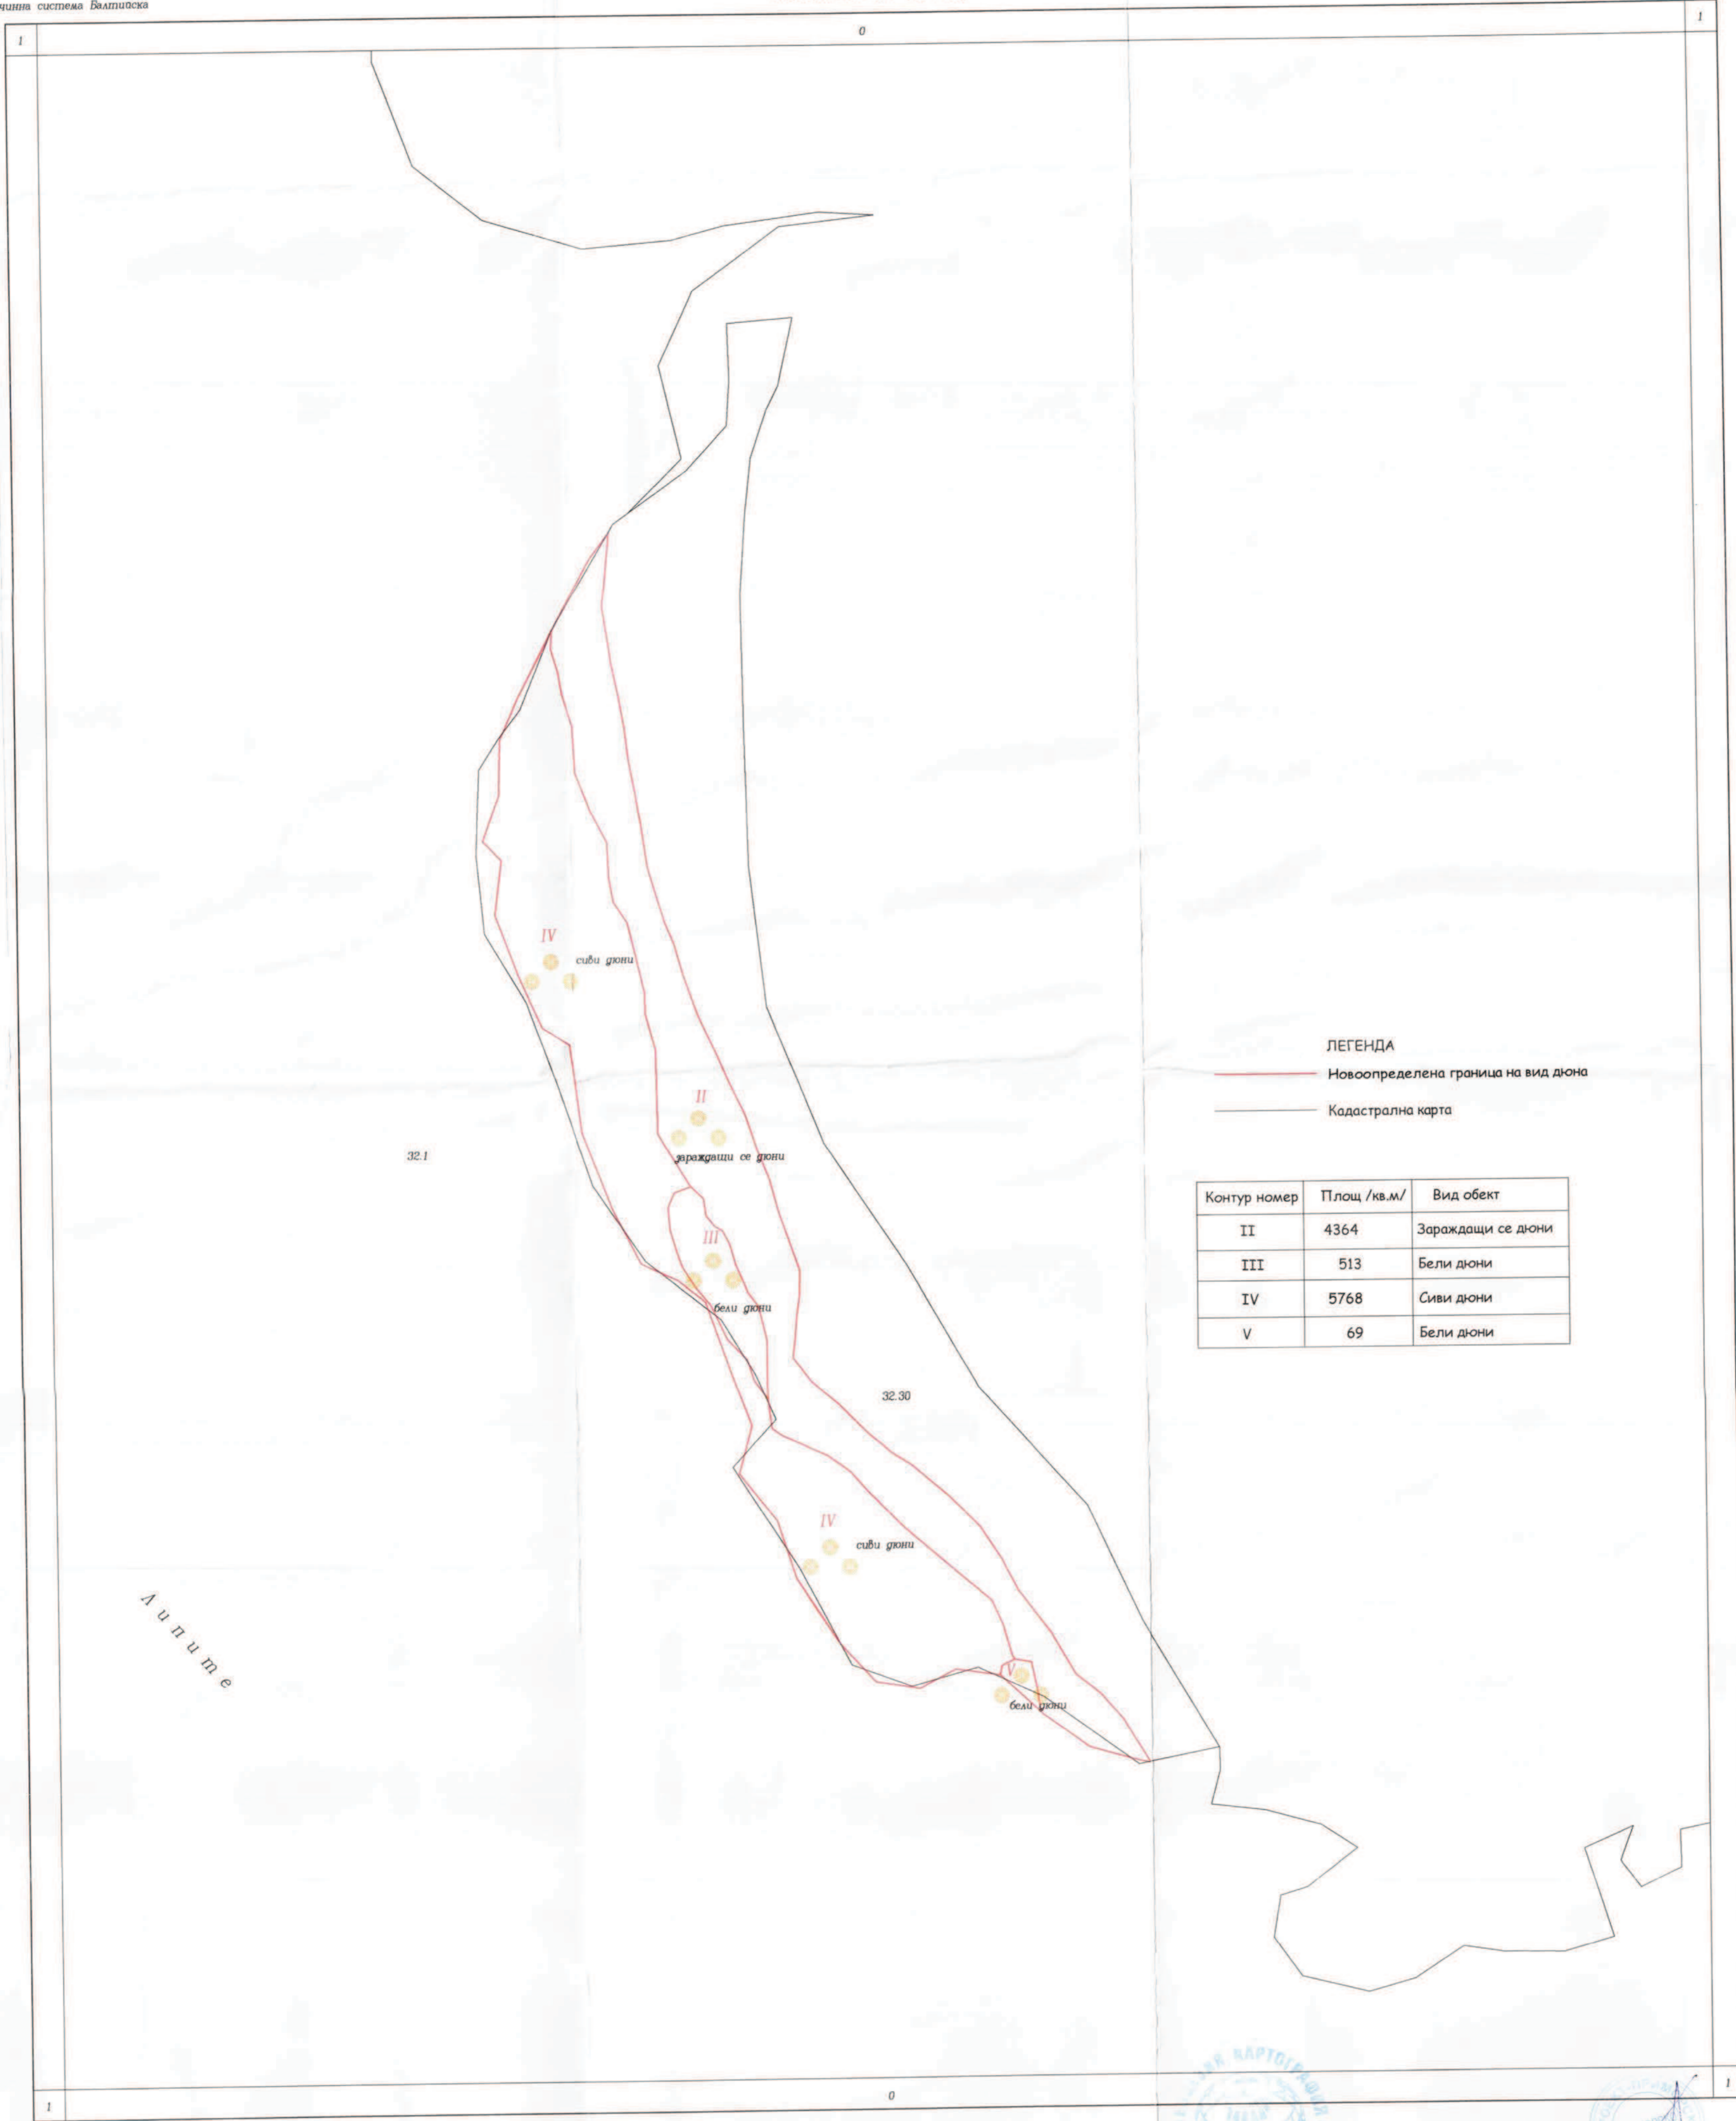 система Балтийска
1
0
1
IV
сиви дюни
ЛЕГЕНДА
Новоопределена граница на вид дюна
Кадастрална карта
II
зараждащи се дюни
32.1
Контур номер Площ /кв.м/ Вид обект
II 4364 Зараждащи се дюни
III 513 Бели дюни
IV 5768 Сиви дюни
V 69 Бели дюни
III
бели дюни
32.30
IV
сиви дюни
Липите
V
бели дюни
1
0
1